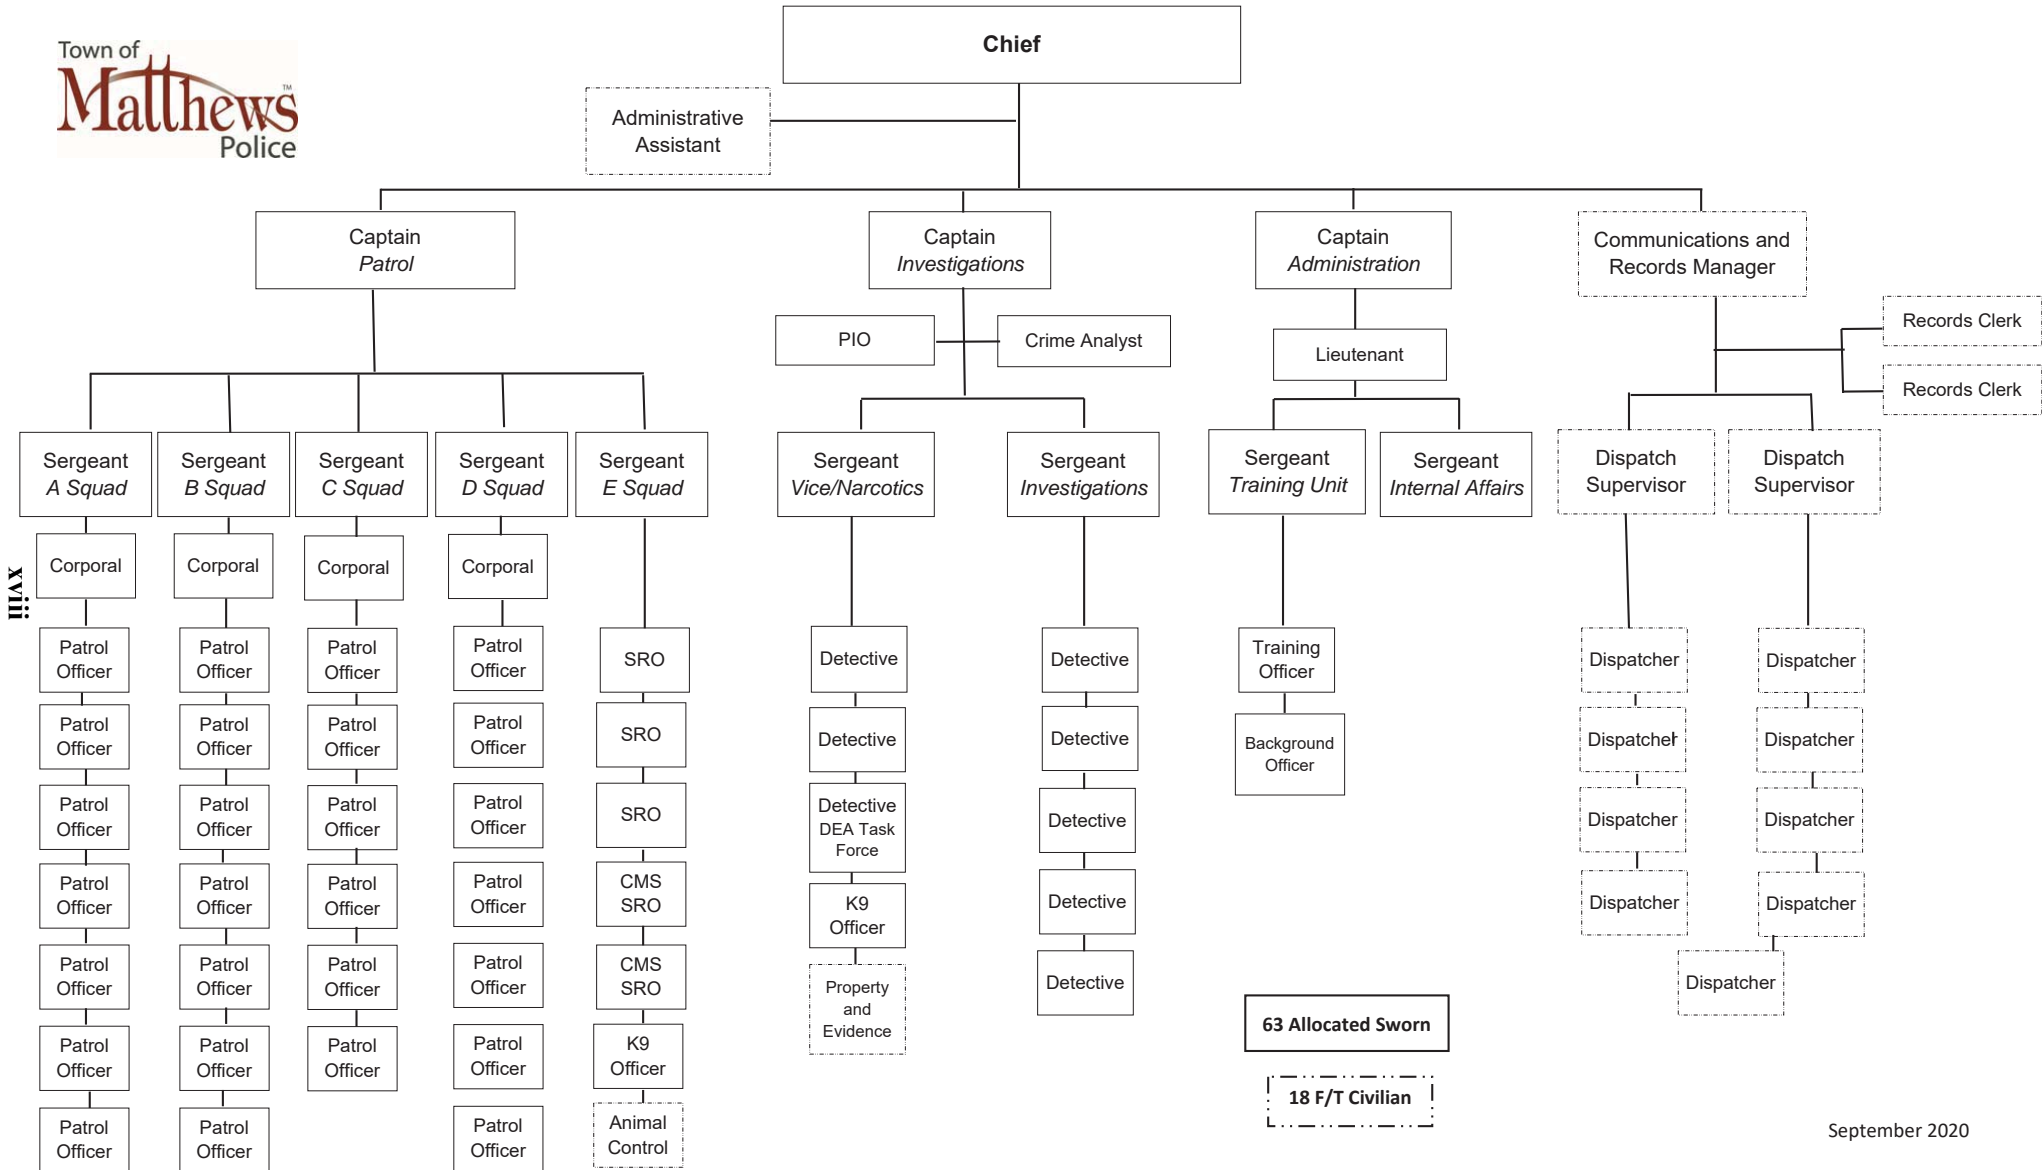 Town of
Matthews™
Police
Chief
Administrative
Assistant
Captain
Patrol
Captain
Investigations
Captain
Administration
Communications and
Records Manager
PIO
Crime Analyst
Lieutenant
Records Clerk
Records Clerk
Sergeant
A Squad
Sergeant
B Squad
Sergeant
C Squad
Sergeant
D Squad
Sergeant
E Squad
Sergeant
Vice/Narcotics
Sergeant
Investigations
Sergeant
Training Unit
Sergeant
Internal Affairs
Dispatch
Supervisor
Dispatch
Supervisor
Corporal
Corporal
Corporal
Corporal
xviii
Patrol
Officer
Patrol
Officer
Patrol
Officer
Patrol
Officer
SRO
Detective
Detective
Training
Officer
Dispatcher
Dispatcher
Patrol
Officer
Patrol
Officer
Patrol
Officer
Patrol
Officer
SRO
Detective
Detective
Background
Officer
Dispatcher
Dispatcher
Patrol
Officer
Patrol
Officer
Patrol
Officer
Patrol
Officer
SRO
Detective
DEA Task
Force
Detective
Dispatcher
Dispatcher
Patrol
Officer
Patrol
Officer
Patrol
Officer
Patrol
Officer
CMS
SRO
K9
Officer
Detective
Dispatcher
Dispatcher
Patrol
Officer
Patrol
Officer
Patrol
Officer
Patrol
Officer
CMS
SRO
Property
and
Evidence
Detective
Dispatcher
Patrol
Officer
Patrol
Officer
Patrol
Officer
Patrol
Officer
K9
Officer
63 Allocated Sworn
Patrol
Officer
Patrol
Officer
Patrol
Officer
Animal
Control
18 F/T Civilian
September 2020